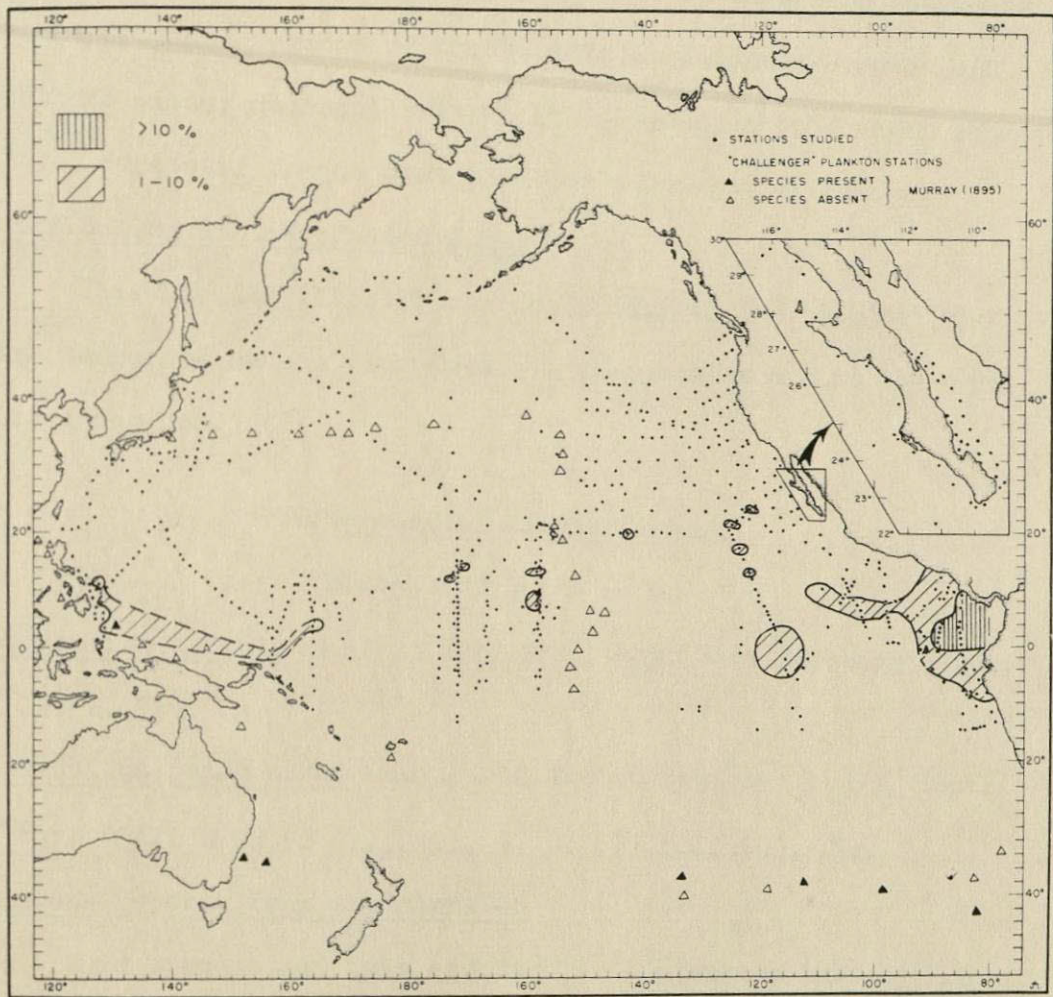 120° 140° 160° 180° 160° 140° 120° 100° 80°
>10 %
1-10 %
• STATIONS STUDIED
"CHALLENGER" PLANKTON STATIONS
▲ SPECIES PRESENT } MURRAY (1895)
△ SPECIES ABSENT
116° 114° 112° 110°
30
29°
28°
27°
26°
24°
23°
22°
60° 60°
40° 40°
20° 20°
0 0°
20° 20°
40° 40°
120° 140° 160° 180° 160° 140° 120° 100° 80°